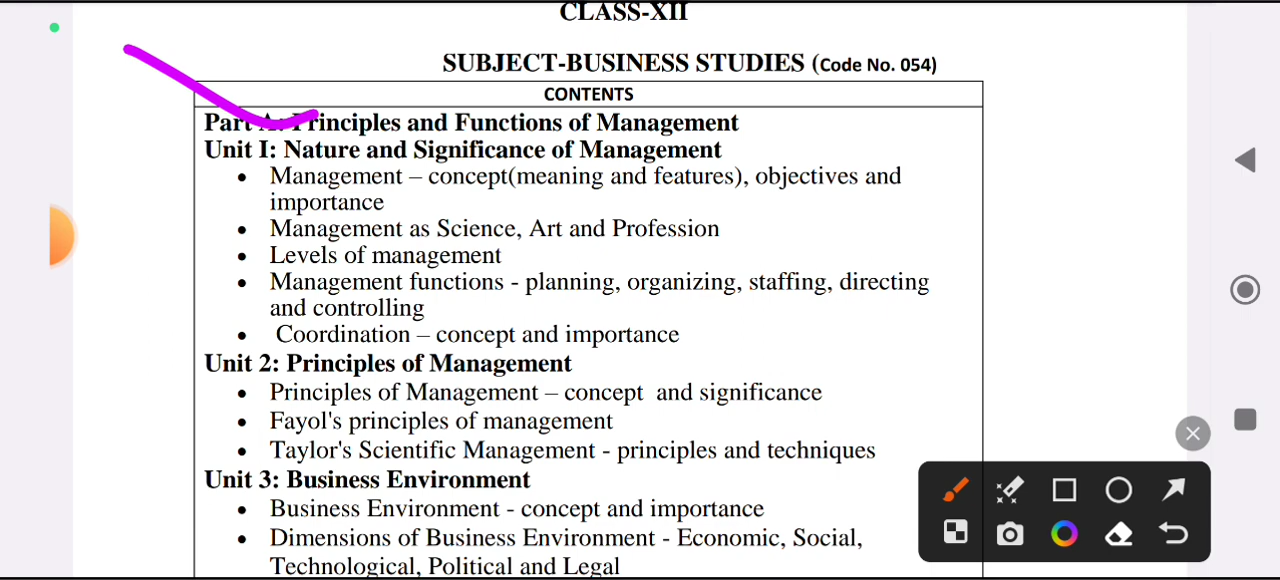 CLASS-XII
SUBJECT-BUSINESS STUDIES (Code No. 054)
CONTENTS
Part A: Principles and Functions of Management
Unit I: Nature and Significance of Management
• Management – concept(meaning and features), objectives and
importance
• Management as Science, Art and Profession
• Levels of management
• Management functions - planning, organizing, staffing, directing
and controlling
• Coordination – concept and importance
Unit 2: Principles of Management
• Principles of Management – concept and significance
• Fayol's principles of management
• Taylor's Scientific Management - principles and techniques
Unit 3: Business Environment
• Business Environment - concept and importance
• Dimensions of Business Environment - Economic, Social,
Technological, Political and Legal